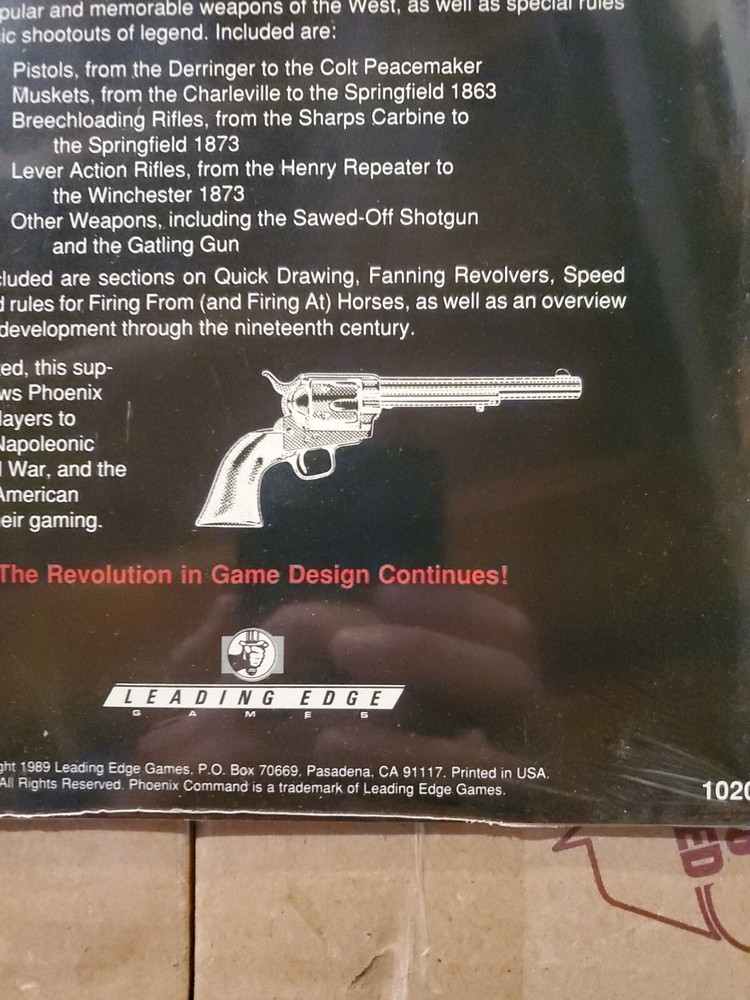 pular and memorable weapons of the West, as well as special rules
ic shootouts of legend. Included are:
Pistols, from the Derringer to the Colt Peacemaker
Muskets, from the Charleville to the Springfield 1863
Breechloading Rifles, from the Sharps Carbine to
the Springfield 1873
Lever Action Rifles, from the Henry Repeater to
the Winchester 1873
Other Weapons, including the Sawed-Off Shotgun
and the Gatling Gun
cluded are sections on Quick Drawing, Fanning Revolvers, Speed
d rules for Firing From (and Firing At) Horses, as well as an overview
development through the nineteenth century.
ted, this sup-
ws Phoenix
layers to
Napoleonic
l War, and the
American
eir gaming.
The Revolution in Game Design Continues!
LEADING EDGE
GAMES
ght 1989 Leading Edge Games. P.O. Box 70669, Pasadena, CA 91117. Printed in USA.
All Rights Reserved. Phoenix Command is a trademark of Leading Edge Games.
1020
ED